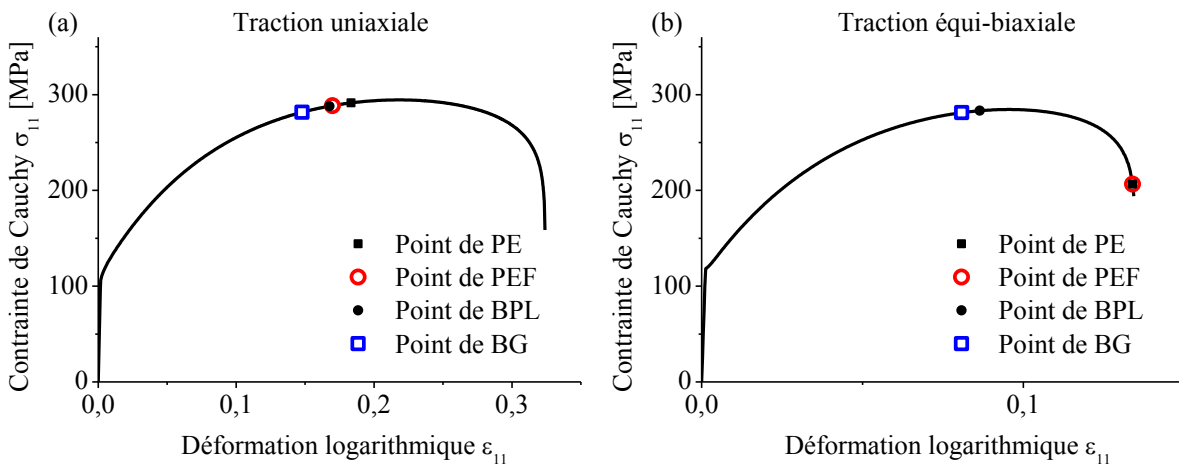 (a)
Traction uniaxiale
Contrainte de Cauchy σ11 [MPa]
300
200
100
0
Point de PE
Point de PEF
Point de BPL
Point de BG
0,0
0,1
0,2
0,3
Déformation logarithmique ε11
(b)
Traction équi-biaxiale
Contrainte de Cauchy σ11 [MPa]
300
200
100
0
Point de PE
Point de PEF
Point de BPL
Point de BG
0,0
0,1
Déformation logarithmique ε11